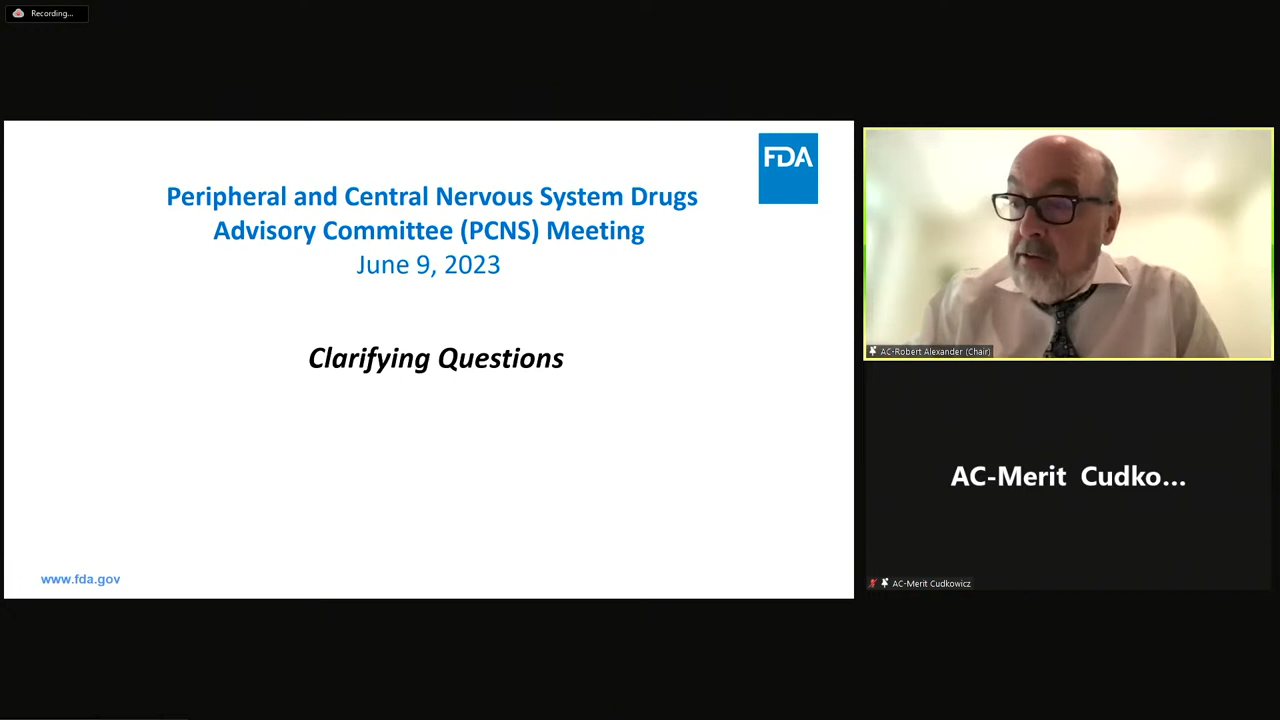 Recording...
FDA
Peripheral and Central Nervous System Drugs
Advisory Committee (PCNS) Meeting
June 9, 2023
Clarifying Questions
www.fda.gov
AC-Robert Alexander (Chair)
AC-Merit Cudko...
AC-Merit Cudkowicz